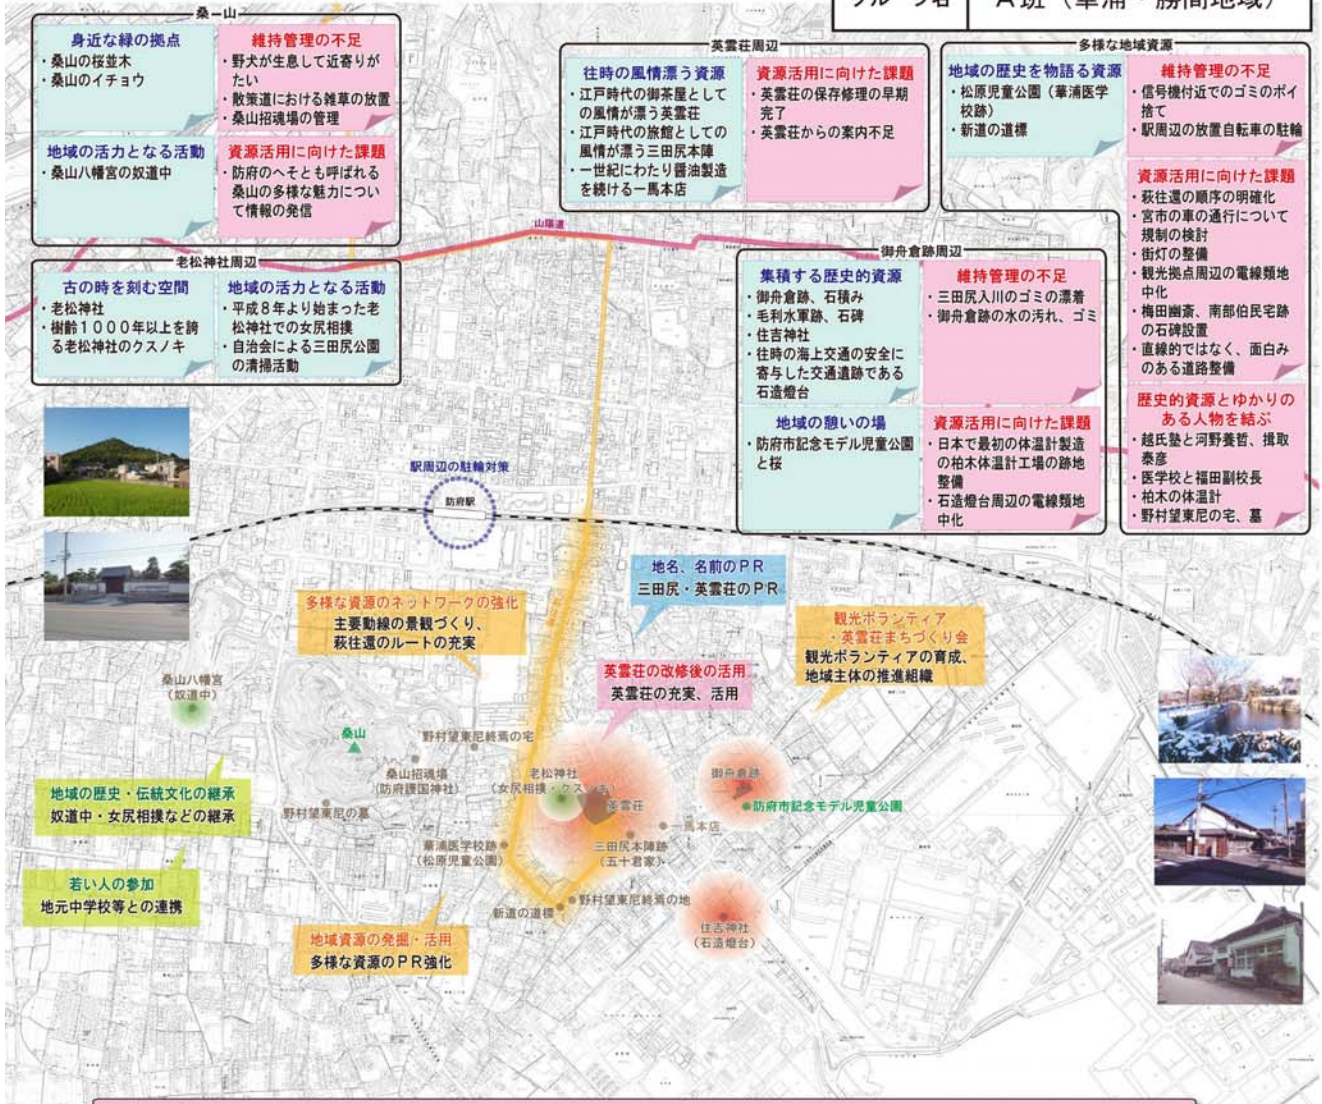 グループ名
A班（華浦・勝間地域）
桑ー山
身近な緑の拠点
・桑山の桜並木
・桑山のイチョウ
維持管理の不足
・野犬が生息して近寄りが
たい
・散策道における雑草の放置
・桑山招魂場の管理
地域の活力となる活動
・桑山八幡宮の奴道中
資源活用に向けた課題
・防府のへそとも呼ばれる
桑山の多様な魅力につい
て情報の発信
老松神社周辺
古の時を刻む空間
・老松神社
・樹齢１０００年以上を誇
る老松神社のクスノキ
地域の活力となる活動
・平成８年より始まった老
松神社での女尻相撲
・自治会による三田尻公園
の清掃活動
英雲荘周辺
往時の風情漂う資源
・江戸時代の御茶屋として
の風情が漂う英雲荘
・江戸時代の旅館としての
風情が漂う三田尻本陣
・一世紀にわたり醤油製造
を続ける一馬本店
資源活用に向けた課題
・英雲荘の保存修理の早期
完了
・英雲荘からの案内不足
多様な地域資源
地域の歴史を物語る資源
・松原児童公園（華浦医学
校跡）
・新道の道標
維持管理の不足
・信号機付近でのゴミのポイ
捨て
・駅周辺の放置自転車の駐輪
資源活用に向けた課題
・萩往還の順序の明確化
・宮市の車の通行について
規制の検討
・街灯の整備
・観光拠点周辺の電線類地
中化
・梅田幽斎、南部伯民宅跡
の石碑設置
・直線的ではなく、面白み
のある道路整備
歴史的資源とゆかりの
ある人物を結ぶ
・越氏塾と河野養哲、揖取
泰彦
・医学校と福田副校長
・柏木の体温計
・野村望東尼の宅、墓
御舟倉跡周辺
集積する歴史的資源
・御舟倉跡、石積み
・毛利水軍跡、石碑
・住吉神社
・往時の海上交通の安全に
寄与した交通遺跡である
石造燈台
維持管理の不足
・三田尻入川のゴミの漂着
・御舟倉跡の水の汚れ、ゴミ
地域の憩いの場
・防府市記念モデル児童公園
と桜
資源活用に向けた課題
・日本で最初の体温計製造
の柏木体温計工場の跡地
整備
・石造燈台周辺の電線類地
中化
山陽道
駅周辺の駐輪対策
防府駅
地名、名前のＰＲ
三田尻・英雲荘のＰＲ
多様な資源のネットワークの強化
主要動線の景観づくり、
萩往還のルートの充実
観光ボランティア
・英雲荘まちづくり会
観光ボランティアの育成、
地域主体の推進組織
英雲荘の改修後の活用
英雲荘の充実、活用
桑山八幡宮
（奴道中）
桑山
野村望東尼終焉の宅
桑山招魂場
（防府護国神社）
老松神社
（女尻相撲・クスノキ）
英雲荘
御舟倉跡
防府市記念モデル児童公園
野村望東尼の墓
一馬本店
華浦医学校跡
（松原児童公園）
三田尻本陣跡
（五十君家）
地域の歴史・伝統文化の継承
奴道中・女尻相撲などの継承
若い人の参加
地元中学校等との連携
野村望東尼終焉の地
新道の道標
住吉神社
（石造燈台）
地域資源の発掘・活用
多様な資源のＰＲ強化